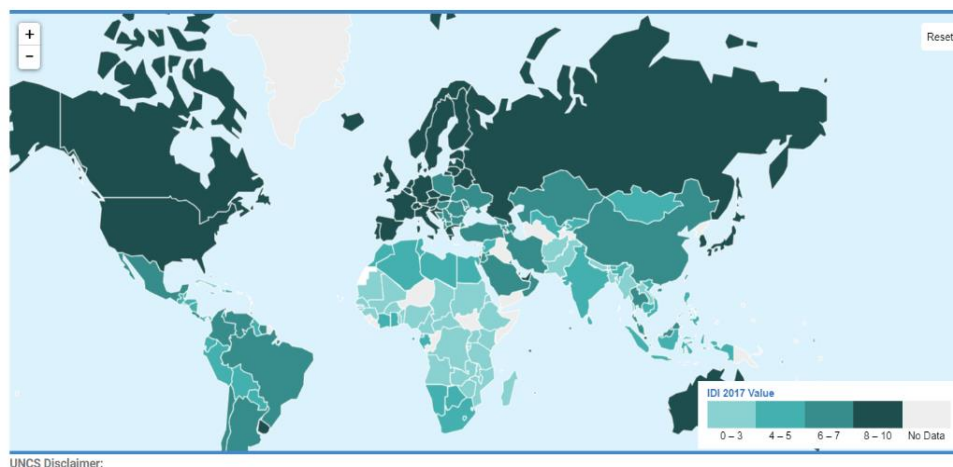 +
−
Reset
IDI 2017 Value
0 – 3 4 – 5 6 – 7 8 – 10 No Data
UNCS Disclaimer: